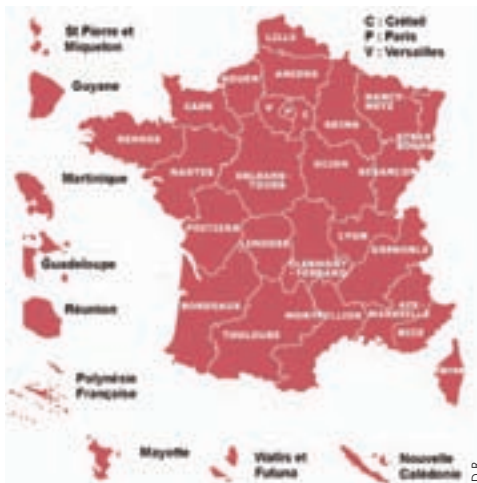 St Pierre et
Miquelon
C : Créteil
P : Paris
V : Versailles
Guyane
LILLE
ROUEN
AMIENS
CAEN
REIMS
NANCY-
METZ
STRAS-
BOURG
V
P
C
RENNES
NANTES
ORLEANS-
TOURS
DIJON
BESANÇON
Martinique
POITIERS
LIMOGES
CLERMONT
-FERRAND
LYON
GRENOBLE
Guadeloupe
Réunion
BORDEAUX
TOULOUSE
MONTPELLIER
AIX-
MARSEILLE
NICE
CORSE
Polynésie
Française
Mayotte
Wallis et
Futuna
Nouvelle
Calédonie
D.R.